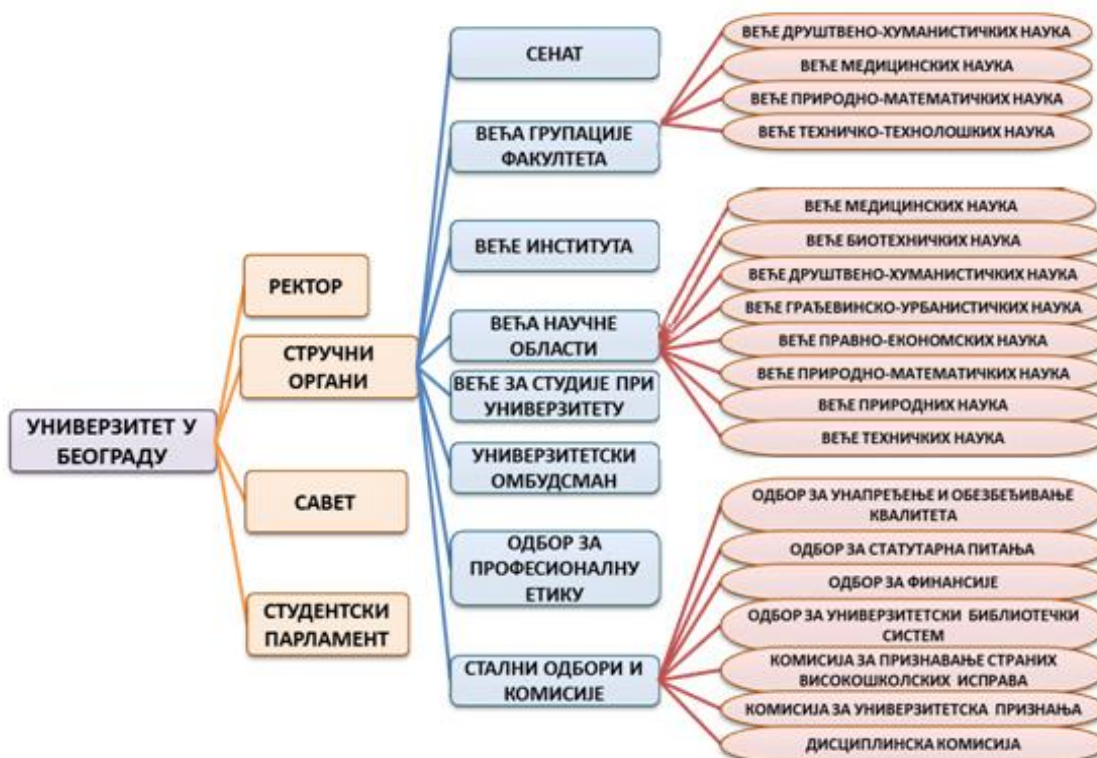 УНИВЕРЗИТЕТ У
БЕОГРАДУ
РЕКТОР
СТРУЧНИ
ОРГАНИ
САВЕТ
СТУДЕНТСКИ
ПАРЛАМЕНТ
СЕНАТ
ВЕЋА ГРУПАЦИЈЕ
ФАКУЛТЕТА
ВЕЋЕ ИНСТИТУТА
ВЕЋА НАУЧНЕ
ОБЛАСТИ
ВЕЋЕ ЗА СТУДИЈЕ ПРИ
УНИВЕРЗИТЕТУ
УНИВЕРЗИТЕТСКИ
ОМБУДСМАН
ОДБОР ЗА
ПРОФЕСИОНАЛНУ
ЕТИКУ
СТАЛНИ ОДБОРИ И
КОМИСИЈЕ
ВЕЋЕ ДРУШТВЕНО-ХУМАНИСТИЧКИХ НАУКА
ВЕЋЕ МЕДИЦИНСКИХ НАУКА
ВЕЋЕ ПРИРОДНО-МАТЕМАТИЧКИХ НАУКА
ВЕЋЕ ТЕХНИЧКО-ТЕХНОЛОШКИХ НАУКА
ВЕЋЕ МЕДИЦИНСКИХ НАУКА
ВЕЋЕ БИОТЕХНИЧКИХ НАУКА
ВЕЋЕ ДРУШТВЕНО-ХУМАНИСТИЧКИХ НАУКА
ВЕЋЕ ГРАЂЕВИНСКО-УРБАНИСТИЧКИХ НАУКА
ВЕЋЕ ПРАВНО-ЕКОНОМСКИХ НАУКА
ВЕЋЕ ПРИРОДНО-МАТЕМАТИЧКИХ НАУКА
ВЕЋЕ ПРИРОДНИХ НАУКА
ВЕЋЕ ТЕХНИЧКИХ НАУКА
ОДБОР ЗА УНАПРЕЂЕЊЕ И ОБЕЗБЕЂИВАЊЕ
КВАЛИТЕТА
ОДБОР ЗА СТАТУТАРНА ПИТАЊА
ОДБОР ЗА ФИНАНСИЈЕ
ОДБОР ЗА УНИВЕРЗИТЕТСКИ БИБЛИОТЕЧКИ
СИСТЕМ
КОМИСИЈА ЗА ПРИЗНАВАЊЕ СТРАНИХ
ВИСОКОШКОЛСКИХ ИСПРАВА
КОМИСИЈА ЗА УНИВЕРЗИТЕТСКА ПРИЗНАЊА
ДИСЦИПЛИНСКА КОМИСИЈА